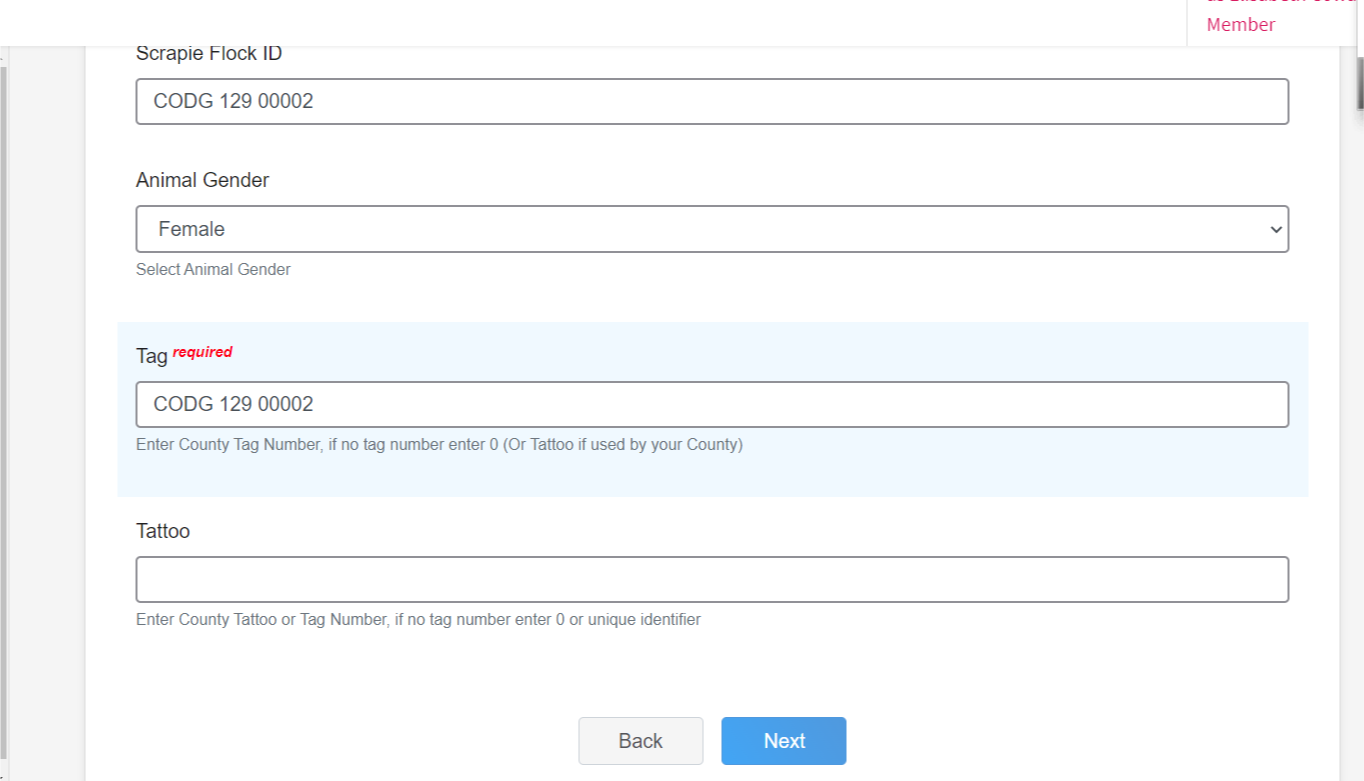 Member
Scrapie Flock ID
CODG 129 00002
Animal Gender
Female
Select Animal Gender
Tag required
CODG 129 00002
Enter County Tag Number, if no tag number enter 0 (Or Tattoo if used by your County)
Tattoo
Enter County Tattoo or Tag Number, if no tag number enter 0 or unique identifier
Back
Next